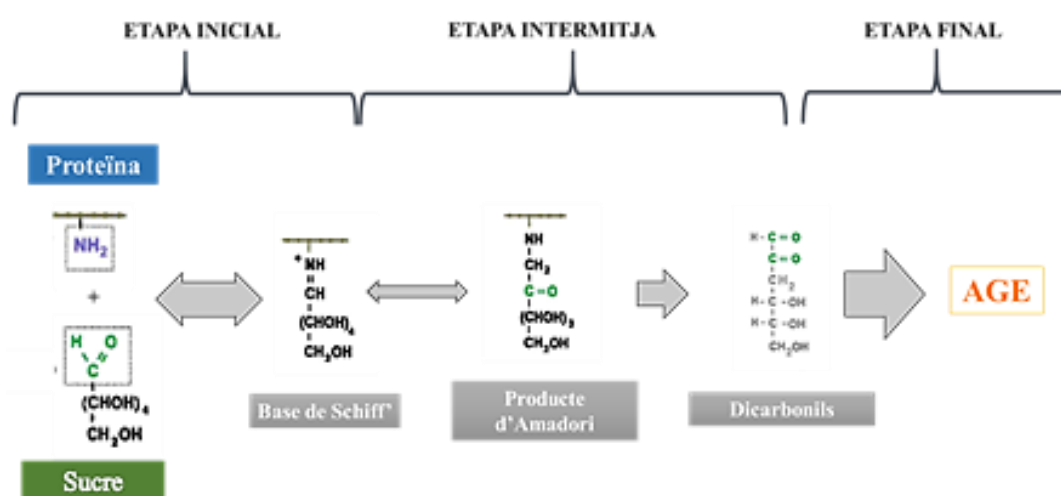 ETAPA INICIAL
ETAPA INTERMITJA
ETAPA FINAL
Proteïna
NH2
+
H O
C
(CHOH)4
CH2OH
Sucre
+
NH
CH
(CHOH)4
CH2OH
Base de Schiff'
NH
CH2
C=O
(CHOH)3
CH2OH
Producte
d'Amadori
H-C=O
C=O
CH2
H-C-OH
H-C-OH
CH2OH
Dicarbonils
AGE